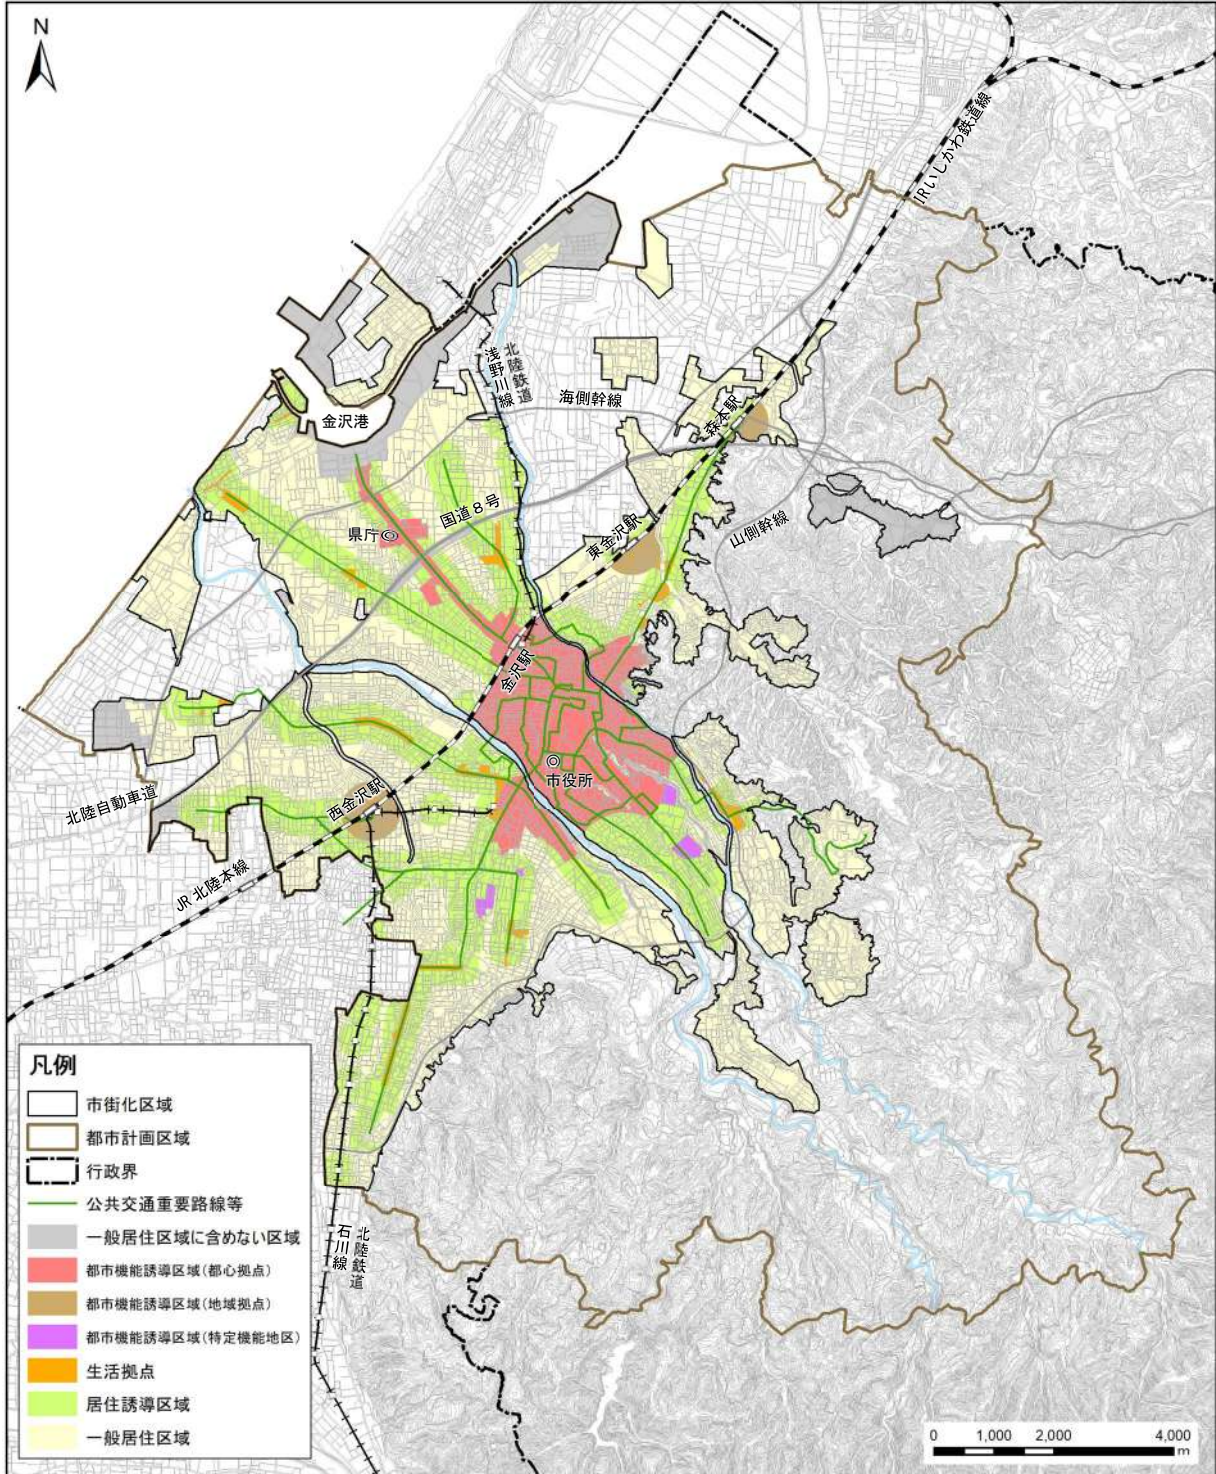 N
IRいしかわ鉄道線
北陸鉄道
浅野川線
海側幹線
金沢港
森本駅
国道8号
県庁
東金沢駅
山側幹線
金沢駅
市役所
西金沢駅
北陸自動車道
JR北陸本線
北陸鉄道
石川線
凡例
市街化区域
都市計画区域
行政界
公共交通重要路線等
一般居住区域に含めない区域
都市機能誘導区域(都心拠点)
都市機能誘導区域(地域拠点)
都市機能誘導区域(特定機能地区)
生活拠点
居住誘導区域
一般居住区域
0 1,000 2,000 4,000
m